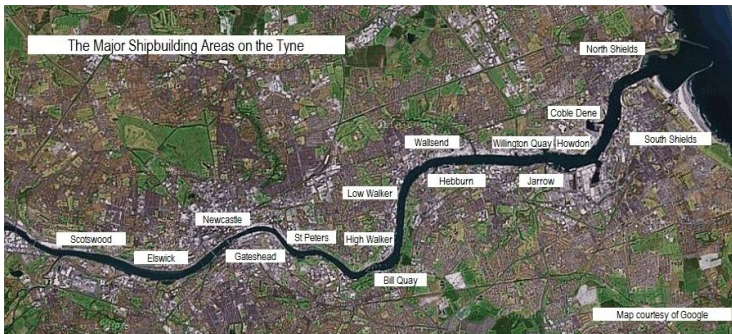 The Major Shipbuilding Areas on the Tyne
North Shields
Coble Dene
Wallsend
Willington Quay
Howdon
South Shields
Hebburn
Jarrow
Low Walker
Newcastle
Scotswood
St Peters
High Walker
Elswick
Gateshead
Bill Quay
Map courtesy of Google